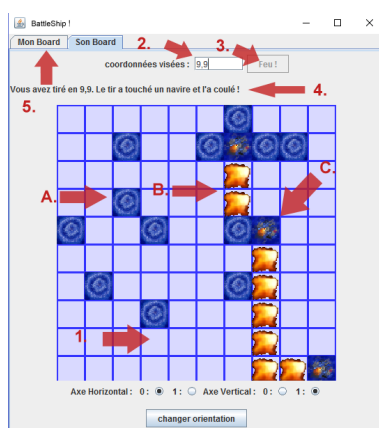 BattleShip !
Mon Board Son Board 2. 3.
coordonnées visées : 9,9 Feu !
Vous avez tiré en 9,9. Le tir a touché un navire et l'a coulé ! 4.
5.
C.
A. B.
1.
Axe Horizontal : 0 : 1 : Axe Vertical : 0 : 1 :
changer orientation